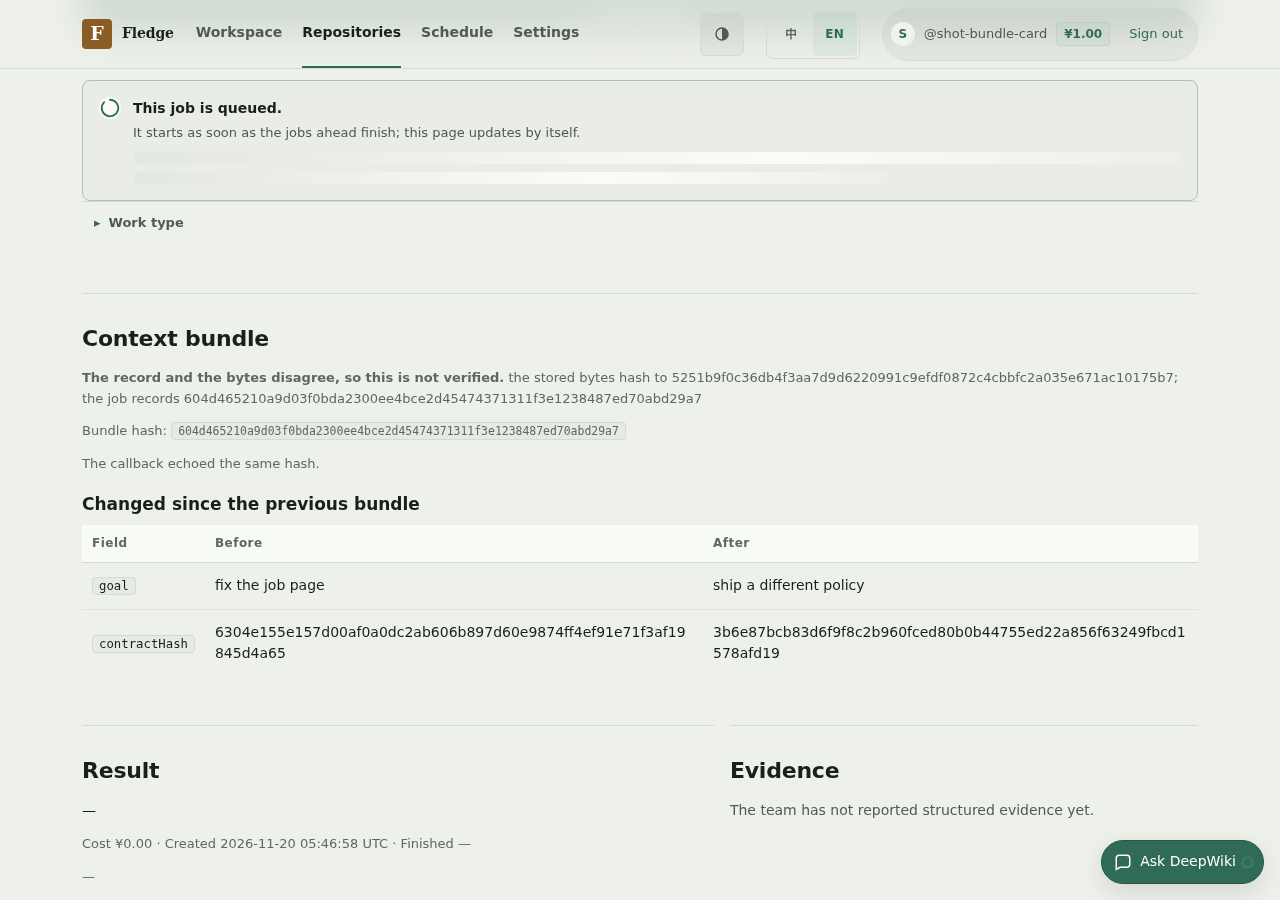 F Fledge Workspace Repositories Schedule Settings 中 EN S @shot-bundle-card ¥1.00 Sign out
This job is queued.
It starts as soon as the jobs ahead finish; this page updates by itself.
▸ Work type
Context bundle
The record and the bytes disagree, so this is not verified. the stored bytes hash to 5251b9f0c36db4f3aa7d9d6220991c9efdf0872c4cbbfc2a035e671ac10175b7;
the job records 604d465210a9d03f0bda2300ee4bce2d45474371311f3e1238487ed70abd29a7
Bundle hash: 604d465210a9d03f0bda2300ee4bce2d45474371311f3e1238487ed70abd29a7
The callback echoed the same hash.
Changed since the previous bundle
Field Before After
goal fix the job page ship a different policy
contractHash 6304e155e157d00af0a0dc2ab606b897d60e9874ff4ef91e71f3af19 3b6e87bcb83d6f9f8c2b960fced80b0b44755ed22a856f63249fbcd1
845d4a65 578afd19
Result Evidence
— The team has not reported structured evidence yet.
Cost ¥0.00 · Created 2026-11-20 05:46:58 UTC · Finished —
—
Ask DeepWiki